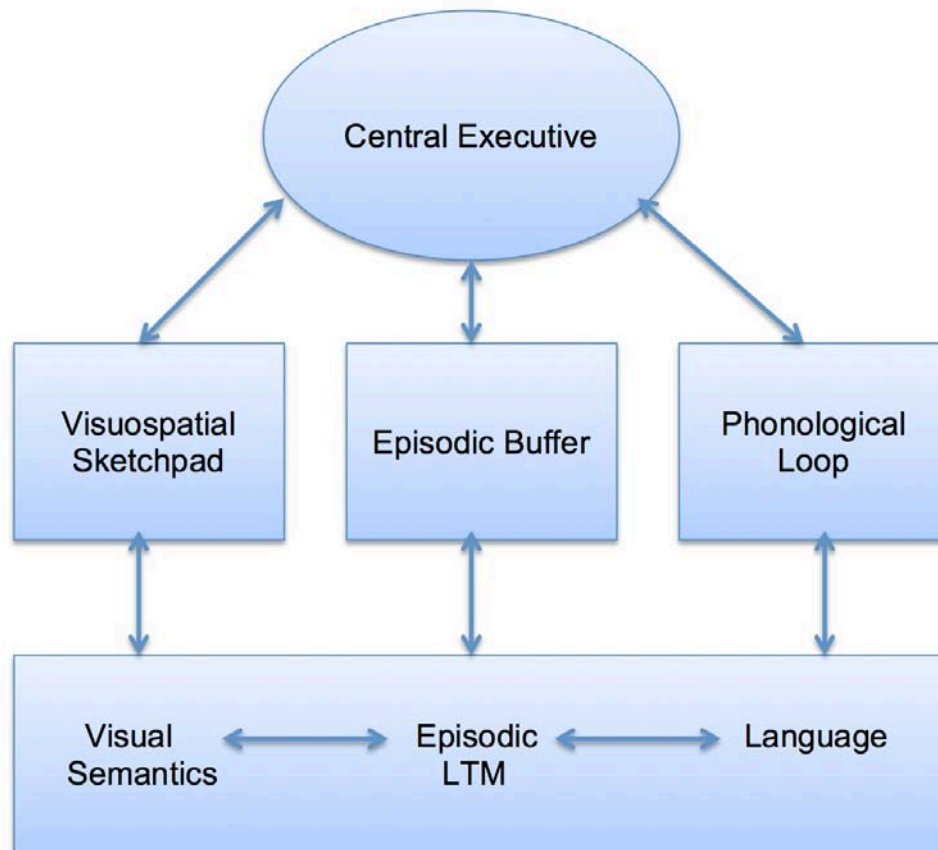 Central Executive
Visuospatial
Sketchpad
Episodic Buffer
Phonological
Loop
Visual
Semantics
Episodic
LTM
Language